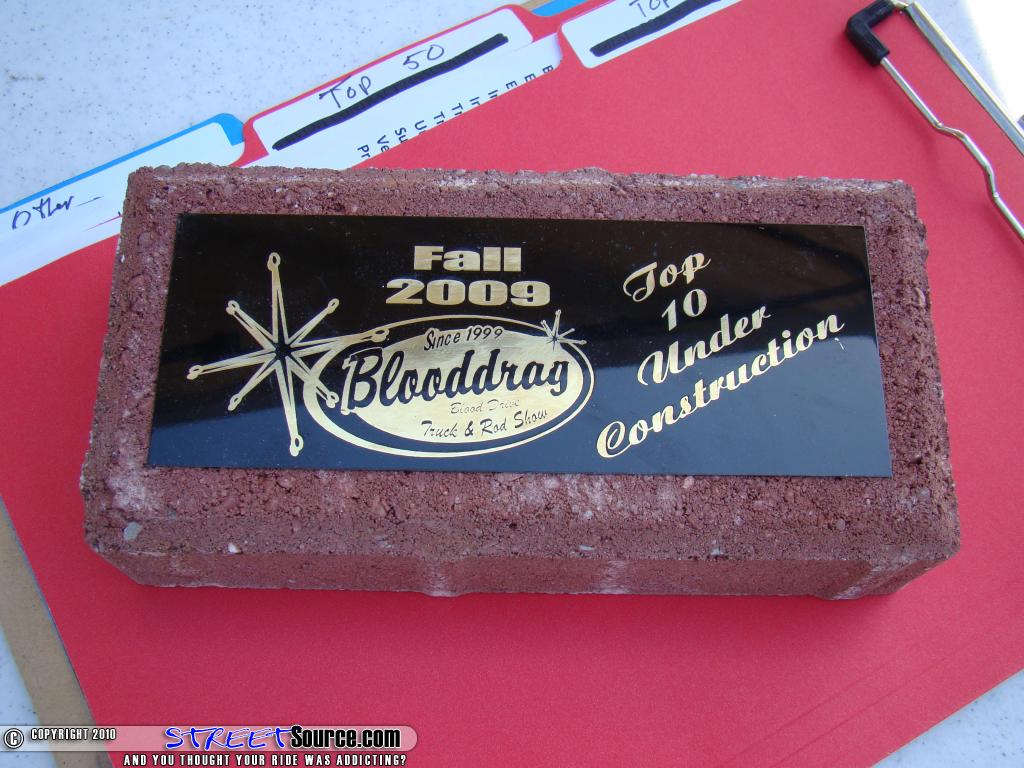 Top 50
Top
Other
Fall
2009
Since 1999
Blooddrag
Blood Drive
Truck & Rod Show
Top
10
Under
Construction
© COPYRIGHT 2010
STREETSource.com
AND YOU THOUGHT YOUR RIDE WAS ADDICTING?